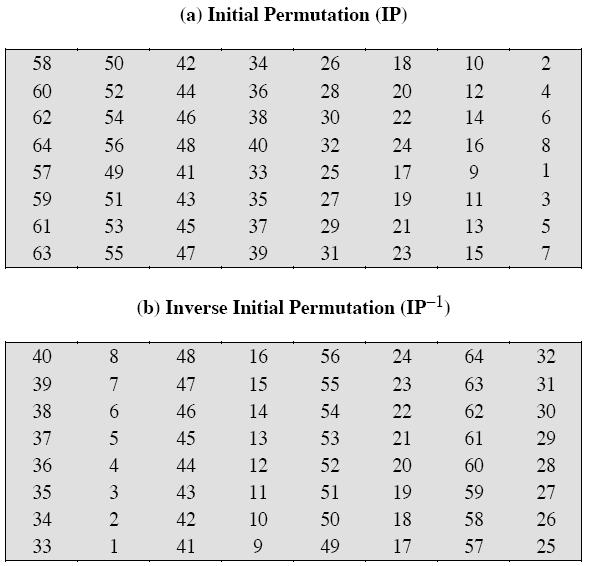 (a) Initial Permutation (IP)
58 50 42 34 26 18 10 2
60 52 44 36 28 20 12 4
62 54 46 38 30 22 14 6
64 56 48 40 32 24 16 8
57 49 41 33 25 17 9 1
59 51 43 35 27 19 11 3
61 53 45 37 29 21 13 5
63 55 47 39 31 23 15 7
(b) Inverse Initial Permutation (IP–1)
40 8 48 16 56 24 64 32
39 7 47 15 55 23 63 31
38 6 46 14 54 22 62 30
37 5 45 13 53 21 61 29
36 4 44 12 52 20 60 28
35 3 43 11 51 19 59 27
34 2 42 10 50 18 58 26
33 1 41 9 49 17 57 25